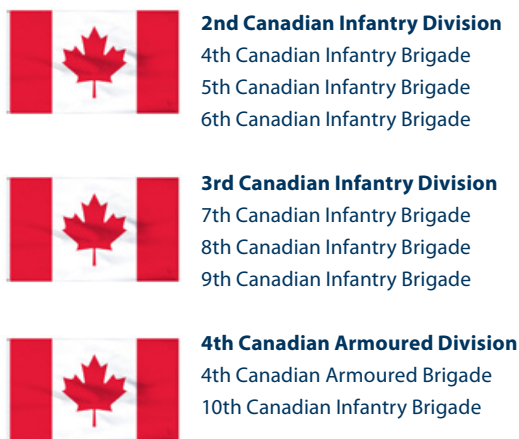 2nd Canadian Infantry Division
4th Canadian Infantry Brigade
5th Canadian Infantry Brigade
6th Canadian Infantry Brigade
3rd Canadian Infantry Division
7th Canadian Infantry Brigade
8th Canadian Infantry Brigade
9th Canadian Infantry Brigade
4th Canadian Armoured Division
4th Canadian Armoured Brigade
10th Canadian Infantry Brigade